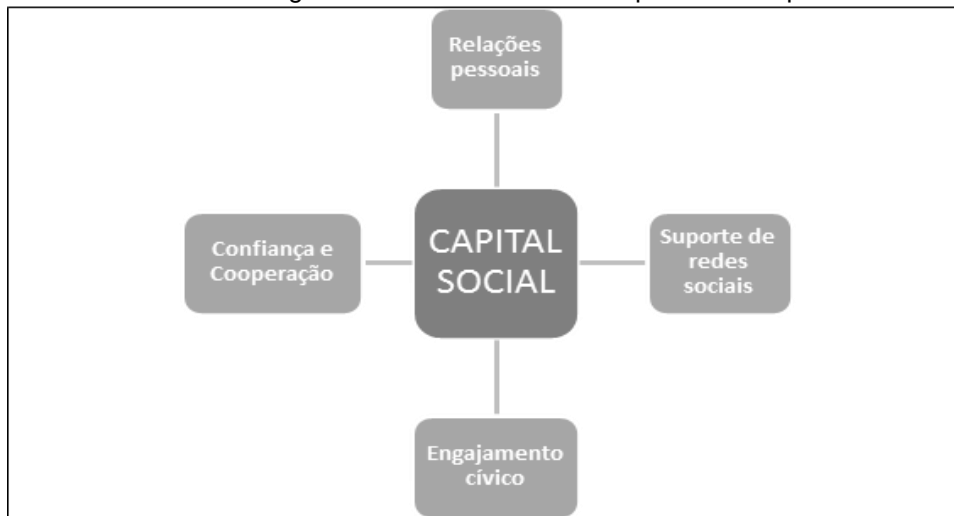 Relações
pessoais
Confiança e
Cooperação
CAPITAL
SOCIAL
Suporte de
redes
sociais
Engajamento
cívico